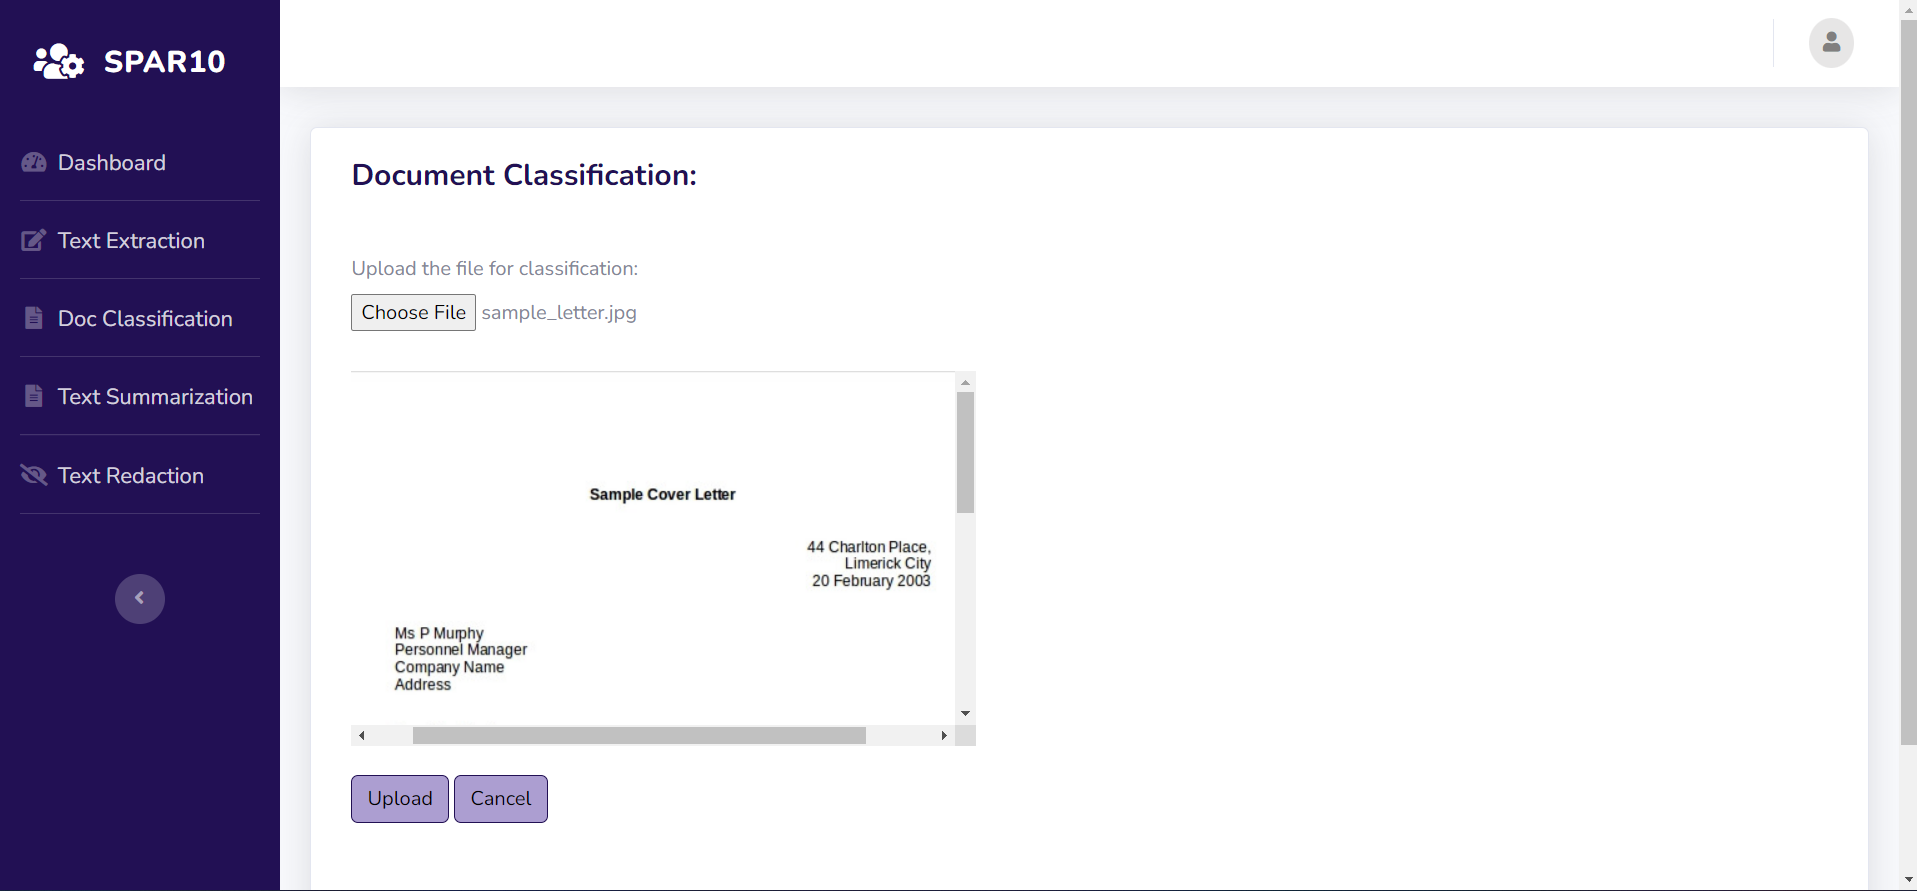 SPAR10
Dashboard
Text Extraction
Doc Classification
Text Summarization
Text Redaction
Document Classification:
Upload the file for classification:
Choose File sample_letter.jpg
Sample Cover Letter
44 Charlton Place,
Limerick City
20 February 2003
Ms P Murphy
Personnel Manager
Company Name
Address
Upload Cancel